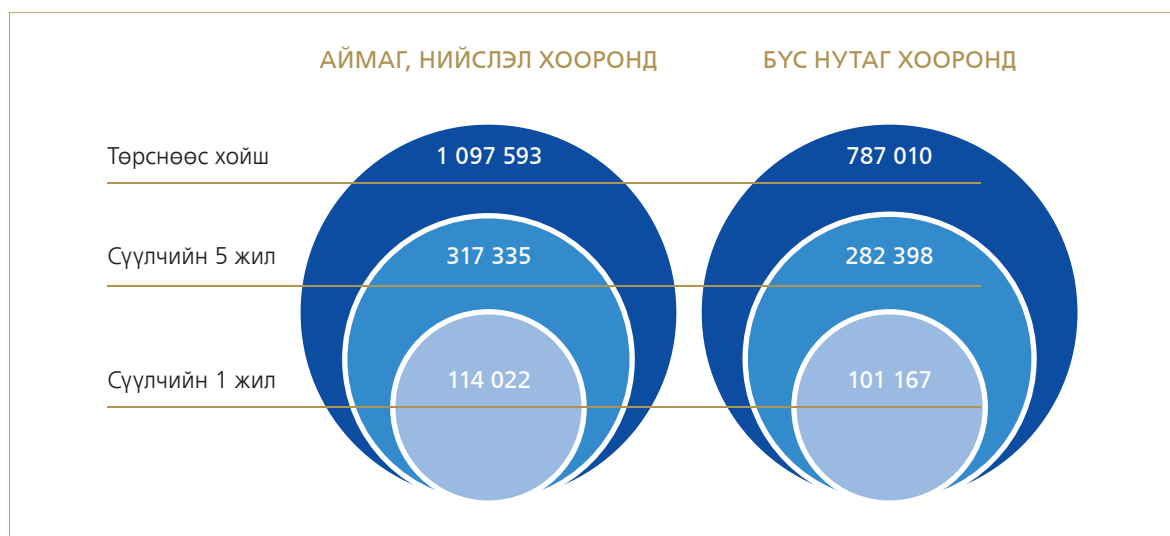 АЙМАГ, НИЙСЛЭЛ ХООРОНД БҮС НУТАГ ХООРОНД
Төрснөөс хойш 1 097 593 787 010
Сүүлчийн 5 жил 317 335 282 398
Сүүлчийн 1 жил 114 022 101 167